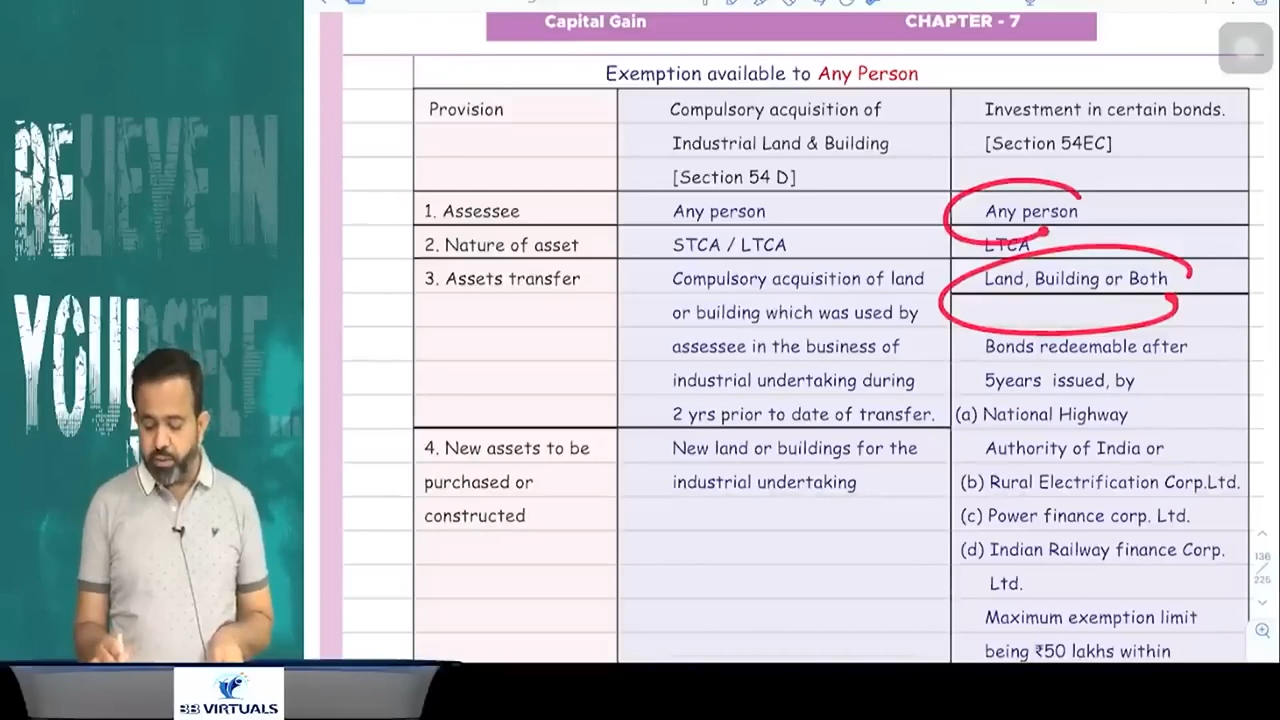 BELIEVE IN
YOURSELF...
Capital Gain
CHAPTER - 7
Exemption available to Any Person
Provision
Compulsory acquisition of
Industrial Land & Building
[Section 54 D]
Investment in certain bonds.
[Section 54EC]
1. Assessee
Any person
Any person
2. Nature of asset
STCA / LTCA
LTCA
3. Assets transfer
Compulsory acquisition of land
or building which was used by
assessee in the business of
industrial undertaking during
2 yrs prior to date of transfer.
Land, Building or Both
4. New assets to be
purchased or
constructed
New land or buildings for the
industrial undertaking
Bonds redeemable after
5years issued, by
(a) National Highway
Authority of India or
(b) Rural Electrification Corp.Ltd.
(c) Power finance corp. Ltd.
(d) Indian Railway finance Corp.
Ltd.
Maximum exemption limit
being ₹50 lakhs within
136
225
BB VIRTUALS